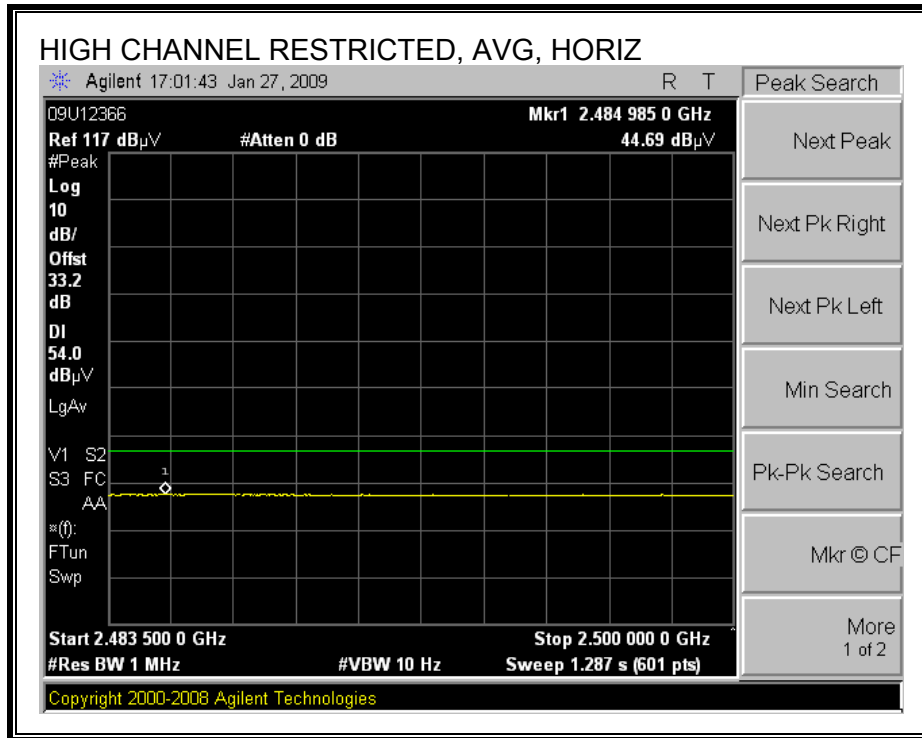 HIGH CHANNEL RESTRICTED, AVG, HORIZ
Agilent 17:01:43 Jan 27, 2009
R T
Peak Search
09U12366
Mkr1 2.484 985 0 GHz
Ref 117 dBµV
#Atten 0 dB
44.69 dBµV
#Peak
Log
10
dB/
Offst
33.2
dB
DI
54.0
dBµV
LgAv
V1 S2
S3 FC
AA
¤(f):
FTun
Swp
1
Start 2.483 500 0 GHz
Stop 2.500 000 0 GHz
#Res BW 1 MHz
#VBW 10 Hz
Sweep 1.287 s (601 pts)
Copyright 2000-2008 Agilent Technologies
Next Peak
Next Pk Right
Next Pk Left
Min Search
Pk-Pk Search
Mkr © CF
More
1 of 2